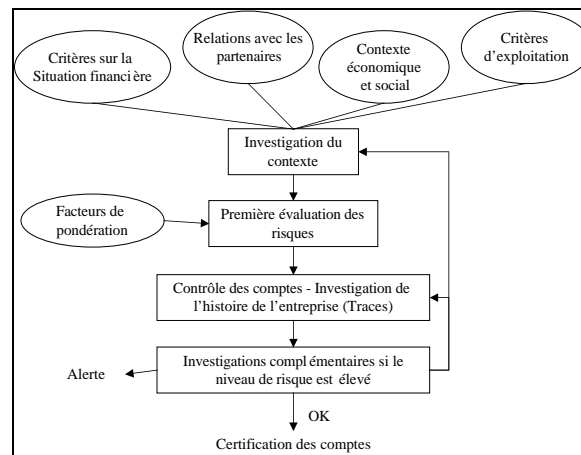 Critères sur la
Situation financière
Relations avec les
partenaires
Contexte
économique
et social
Critères
d'exploitation
Investigation du
contexte
Facteurs de
pondération
Première évaluation des
risques
Contrôle des comptes - Investigation de
l'histoire de l'entreprise (Traces)
Investigations complémentaires si le
niveau de risque est élevé
Alerte
OK
Certification des comptes